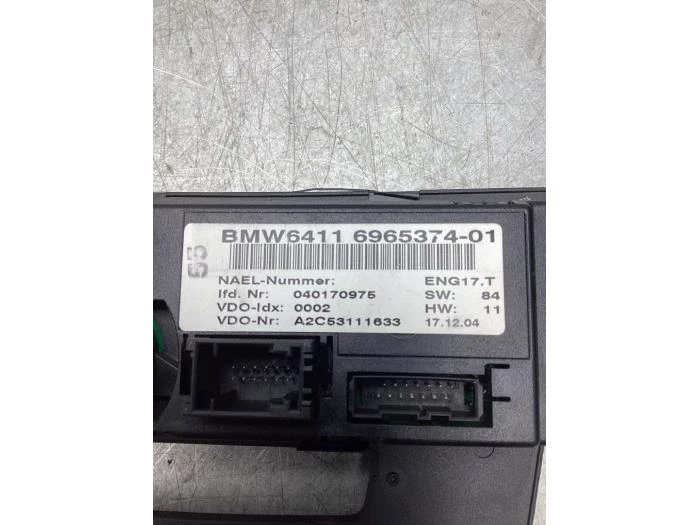 BMW6411 6965374-01
NAEL-Nummer: ENG17.T
lfd. Nr: 040170975 SW: 84
VDO-Idx: 0002 HW: 11
VDO-Nr: A2C53111633 17.12.04